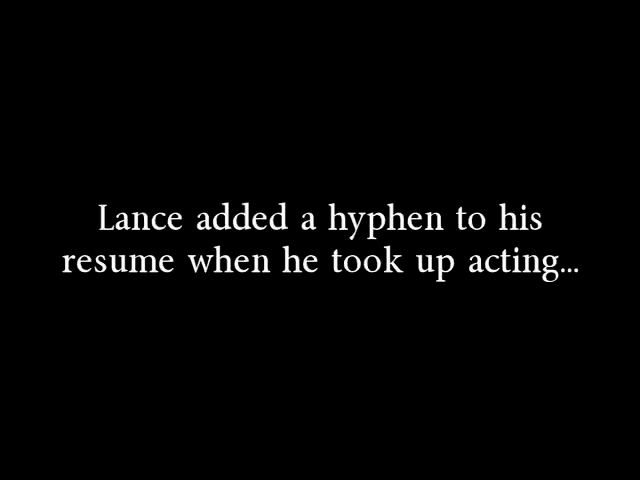 Lance added a hyphen to his
resume when he took up acting...